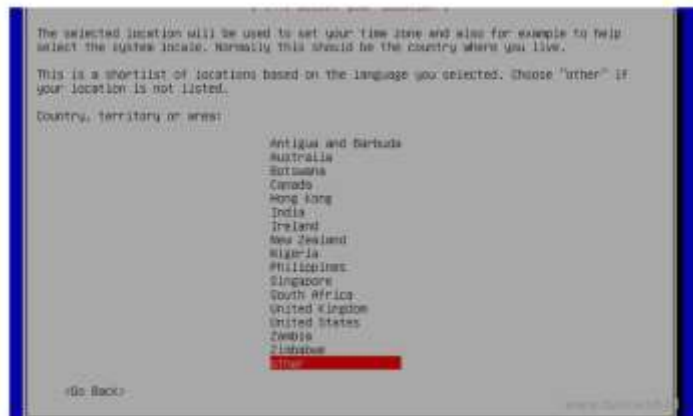 The selected location will be used to set your time zone and also for example to help
select the system locale. Normally this should be the country where you live.
This is a shortlist of locations based on the language you selected. Choose "other" if
your location is not listed.
Country, territory or area:
Antigua and Barbuda
Australia
Botswana
Canada
Hong Kong
India
Ireland
New Zealand
Nigeria
Philippines
Singapore
South Africa
United Kingdom
United States
Zambia
Zimbabwe
other
<Go Back>